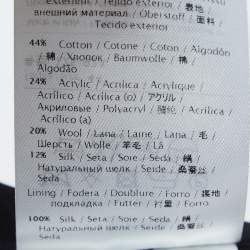 exterieur / Tejido exterior / 表地 /
внешний материал / Oberstoff / 面料 /
Tecido exterior
44% Cotton / Cotone / Coton / Algodón
/ 綿 / Хлопок / Baumwolle / 棉 /
Algodão
24% Acrylic / Acrilica / Acrylique
/ Acrílico / Acrílica (o) / アクリル /
Акриловые / Polyacryl / 腈纶 /
Acrílico (a)
20% Wool / Lana / Laine / Lana / 毛 /
Шерсть / Wolle / 羊毛 / Lã
12% Silk / Seta / Soie / Seda / 絹 /
Натуральный шелк / Seide / 桑蚕丝 /
Seda
Lining / Fodera / Doublure / Forro / 裏地 /
подкладка / Futter / 衬里 / Forro
100% Silk / Seta / Soie / Seda / 絹 /
Натуральный шелк / Seide / 桑蚕丝 /
Seda